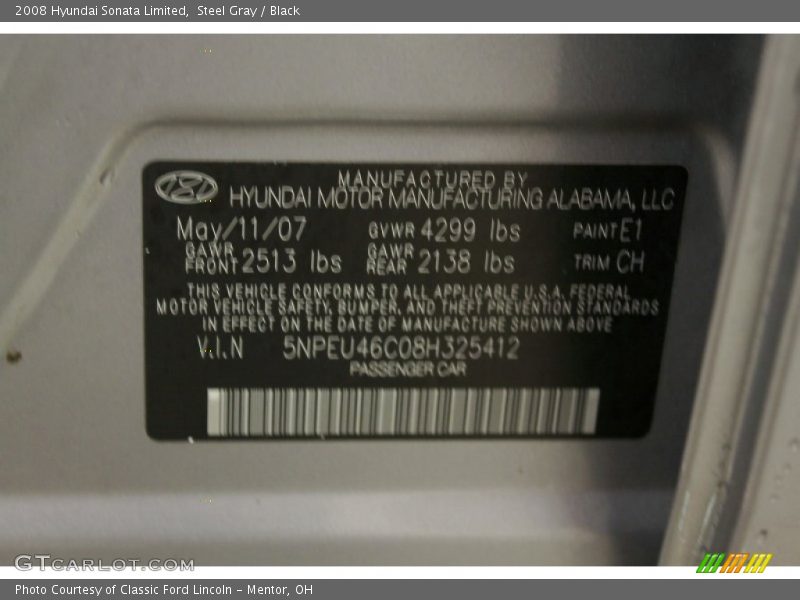 2008 Hyundai Sonata Limited,  Steel Gray / Black
MANUFACTURED BY
HYUNDAI MOTOR MANUFACTURING ALABAMA, LLC
May/11/07 GVWR 4299 lbs PAINT E1
GAWR FRONT 2513 lbs GAWR REAR 2138 lbs TRIM CH
THIS VEHICLE CONFORMS TO ALL APPLICABLE U.S.A. FEDERAL
MOTOR VEHICLE SAFETY, BUMPER, AND THEFT PREVENTION STANDARDS
IN EFFECT ON THE DATE OF MANUFACTURE SHOWN ABOVE
V.I.N 5NPEU46C08H325412
PASSENGER CAR
GTCARLOT.COM
Photo Courtesy of Classic Ford Lincoln - Mentor, OH